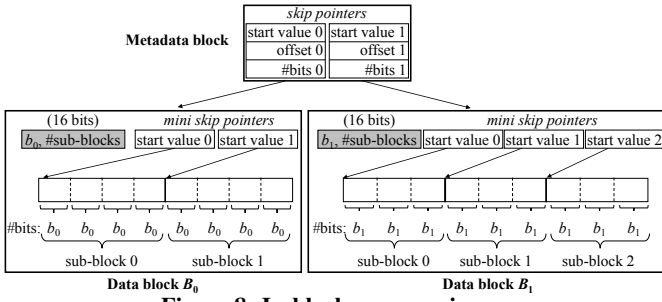 skip pointers
Metadata block
start value 0 start value 1
offset 0 offset 1
#bits 0 #bits 1
(16 bits) mini skip pointers
b0, #sub-blocks start value 0 start value 1
#bits: b0 b0 b0 b0 b0 b0 b0 b0
sub-block 0 sub-block 1
Data block B0
(16 bits) mini skip pointers
b1, #sub-blocks start value 0 start value 1 start value 2
#bits: b1 b1 b1 b1 b1 b1 b1 b1 b1
sub-block 0 sub-block 1 sub-block 2
Data block B1